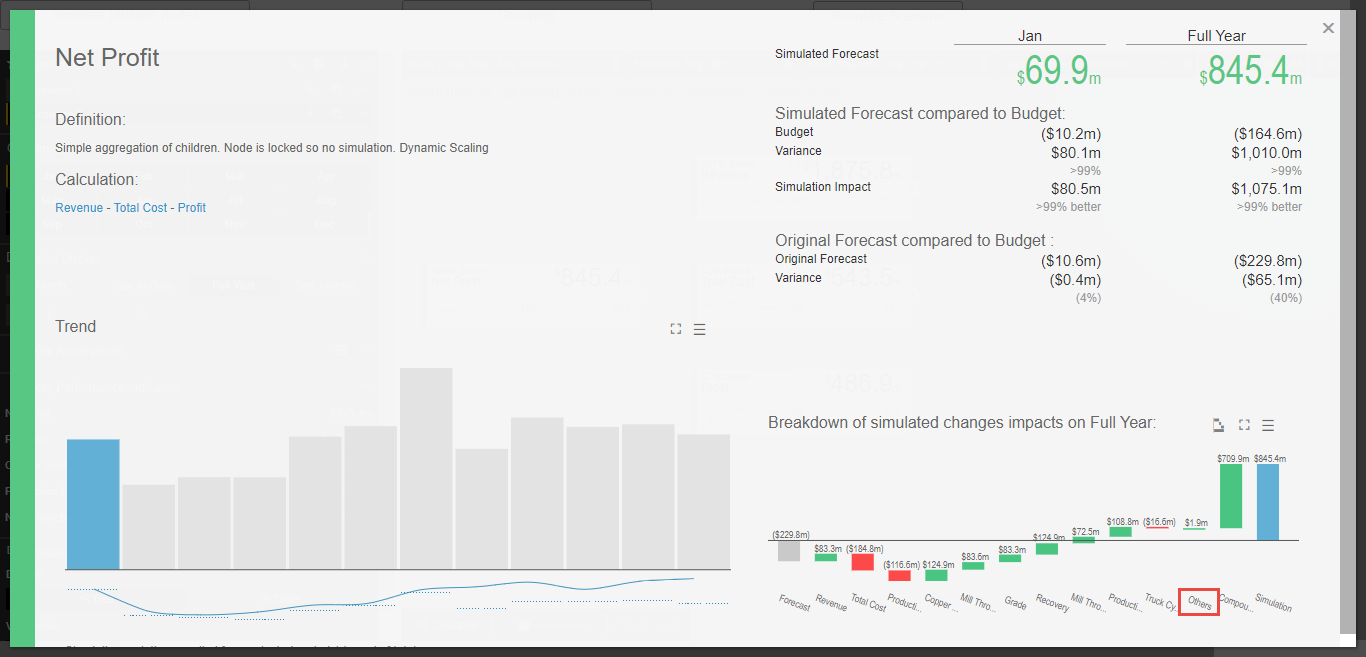 Net Profit
Definition:
Simple aggregation of children. Node is locked so no simulation. Dynamic Scaling
Calculation:
Revenue - Total Cost - Profit
Jan Full Year
Simulated Forecast $69.9m $845.4m
Simulated Forecast compared to Budget:
Budget ($10.2m) ($164.6m)
Variance $80.1m $1,010.0m
>99% >99%
Simulation Impact $80.5m $1,075.1m
>99% better >99% better
Original Forecast compared to Budget :
Original Forecast ($10.6m) ($229.8m)
Variance ($0.4m) ($65.1m)
(4%) (40%)
Trend
Breakdown of simulated changes impacts on Full Year:
$709.9m $845.4m
($229.8m) $83.3m ($184.8m) ($116.6m) $124.9m $83.6m $83.3m $124.9m $72.5m $108.8m ($16.6m) $1.9m
Forecast Revenue Total Cost Producti... Copper ... Mill Thro... Grade Recovery Mill Thro... Producti... Truck Cy... Others Compou... Simulation